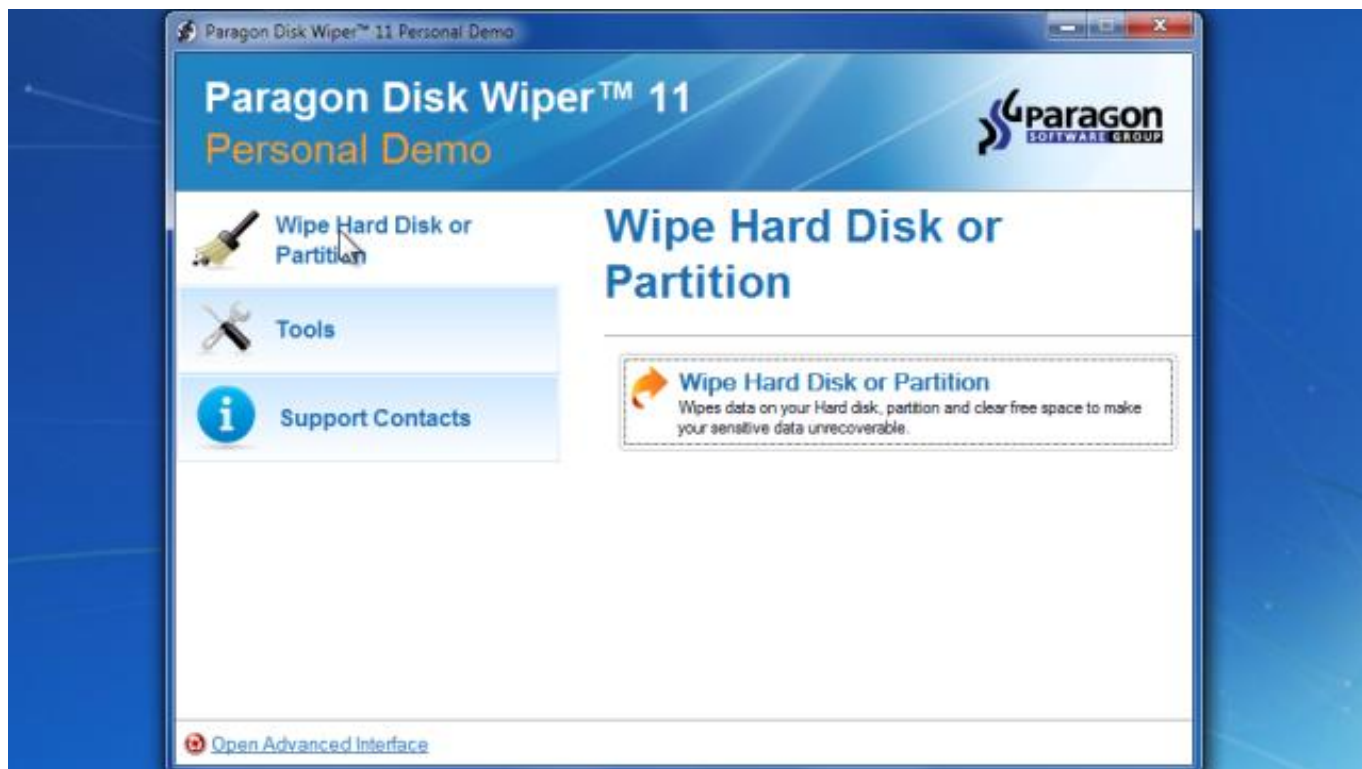 Paragon Disk Wiper™ 11 Personal Demo
Paragon Disk Wiper™ 11
Personal Demo
Paragon
SOFTWARE GROUP
Wipe Hard Disk or
Partition
Tools
Support Contacts
Wipe Hard Disk or
Partition
Wipe Hard Disk or Partition
Wipes data on your Hard disk, partition and clear free space to make
your sensitive data unrecoverable.
Open Advanced Interface